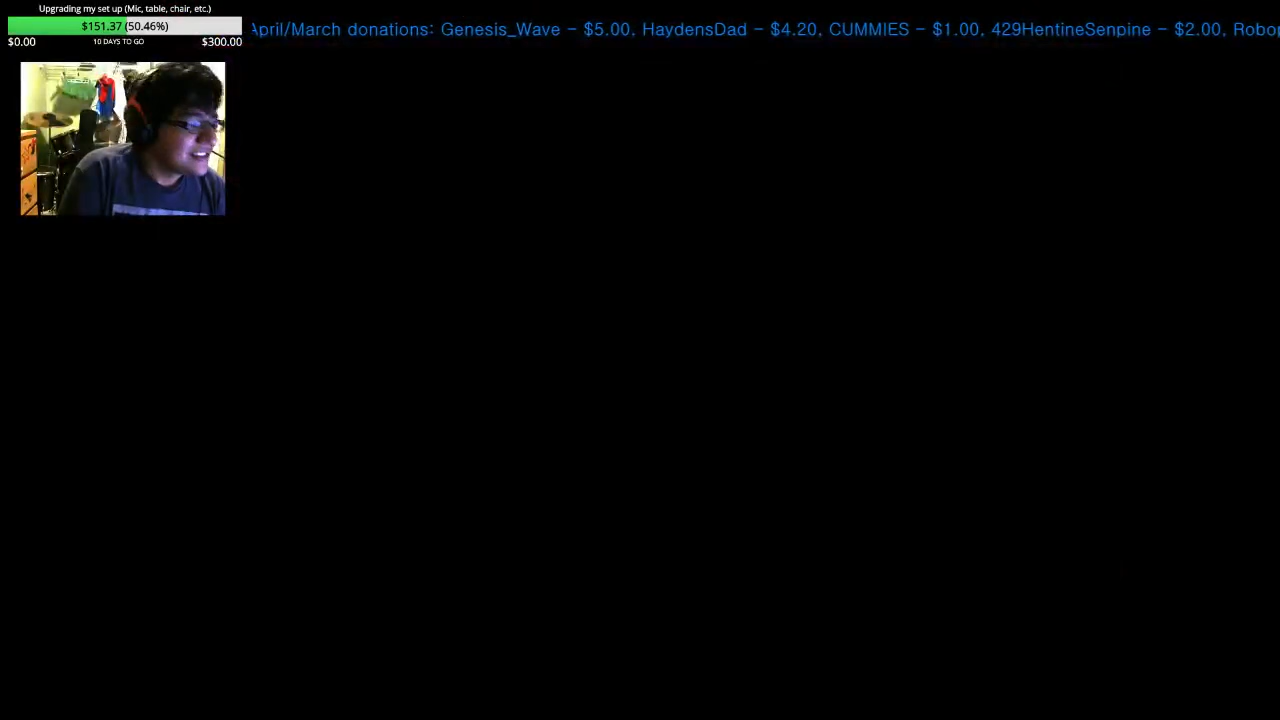 Upgrading my set up (Mic, table, chair, etc.)
$151.37 (50.46%)
$0.00 10 DAYS TO GO $300.00
April/March donations: Genesis_Wave - $5.00, HaydensDad - $4.20, CUMMIES - $1.00, 429HentineSenpine - $2.00,